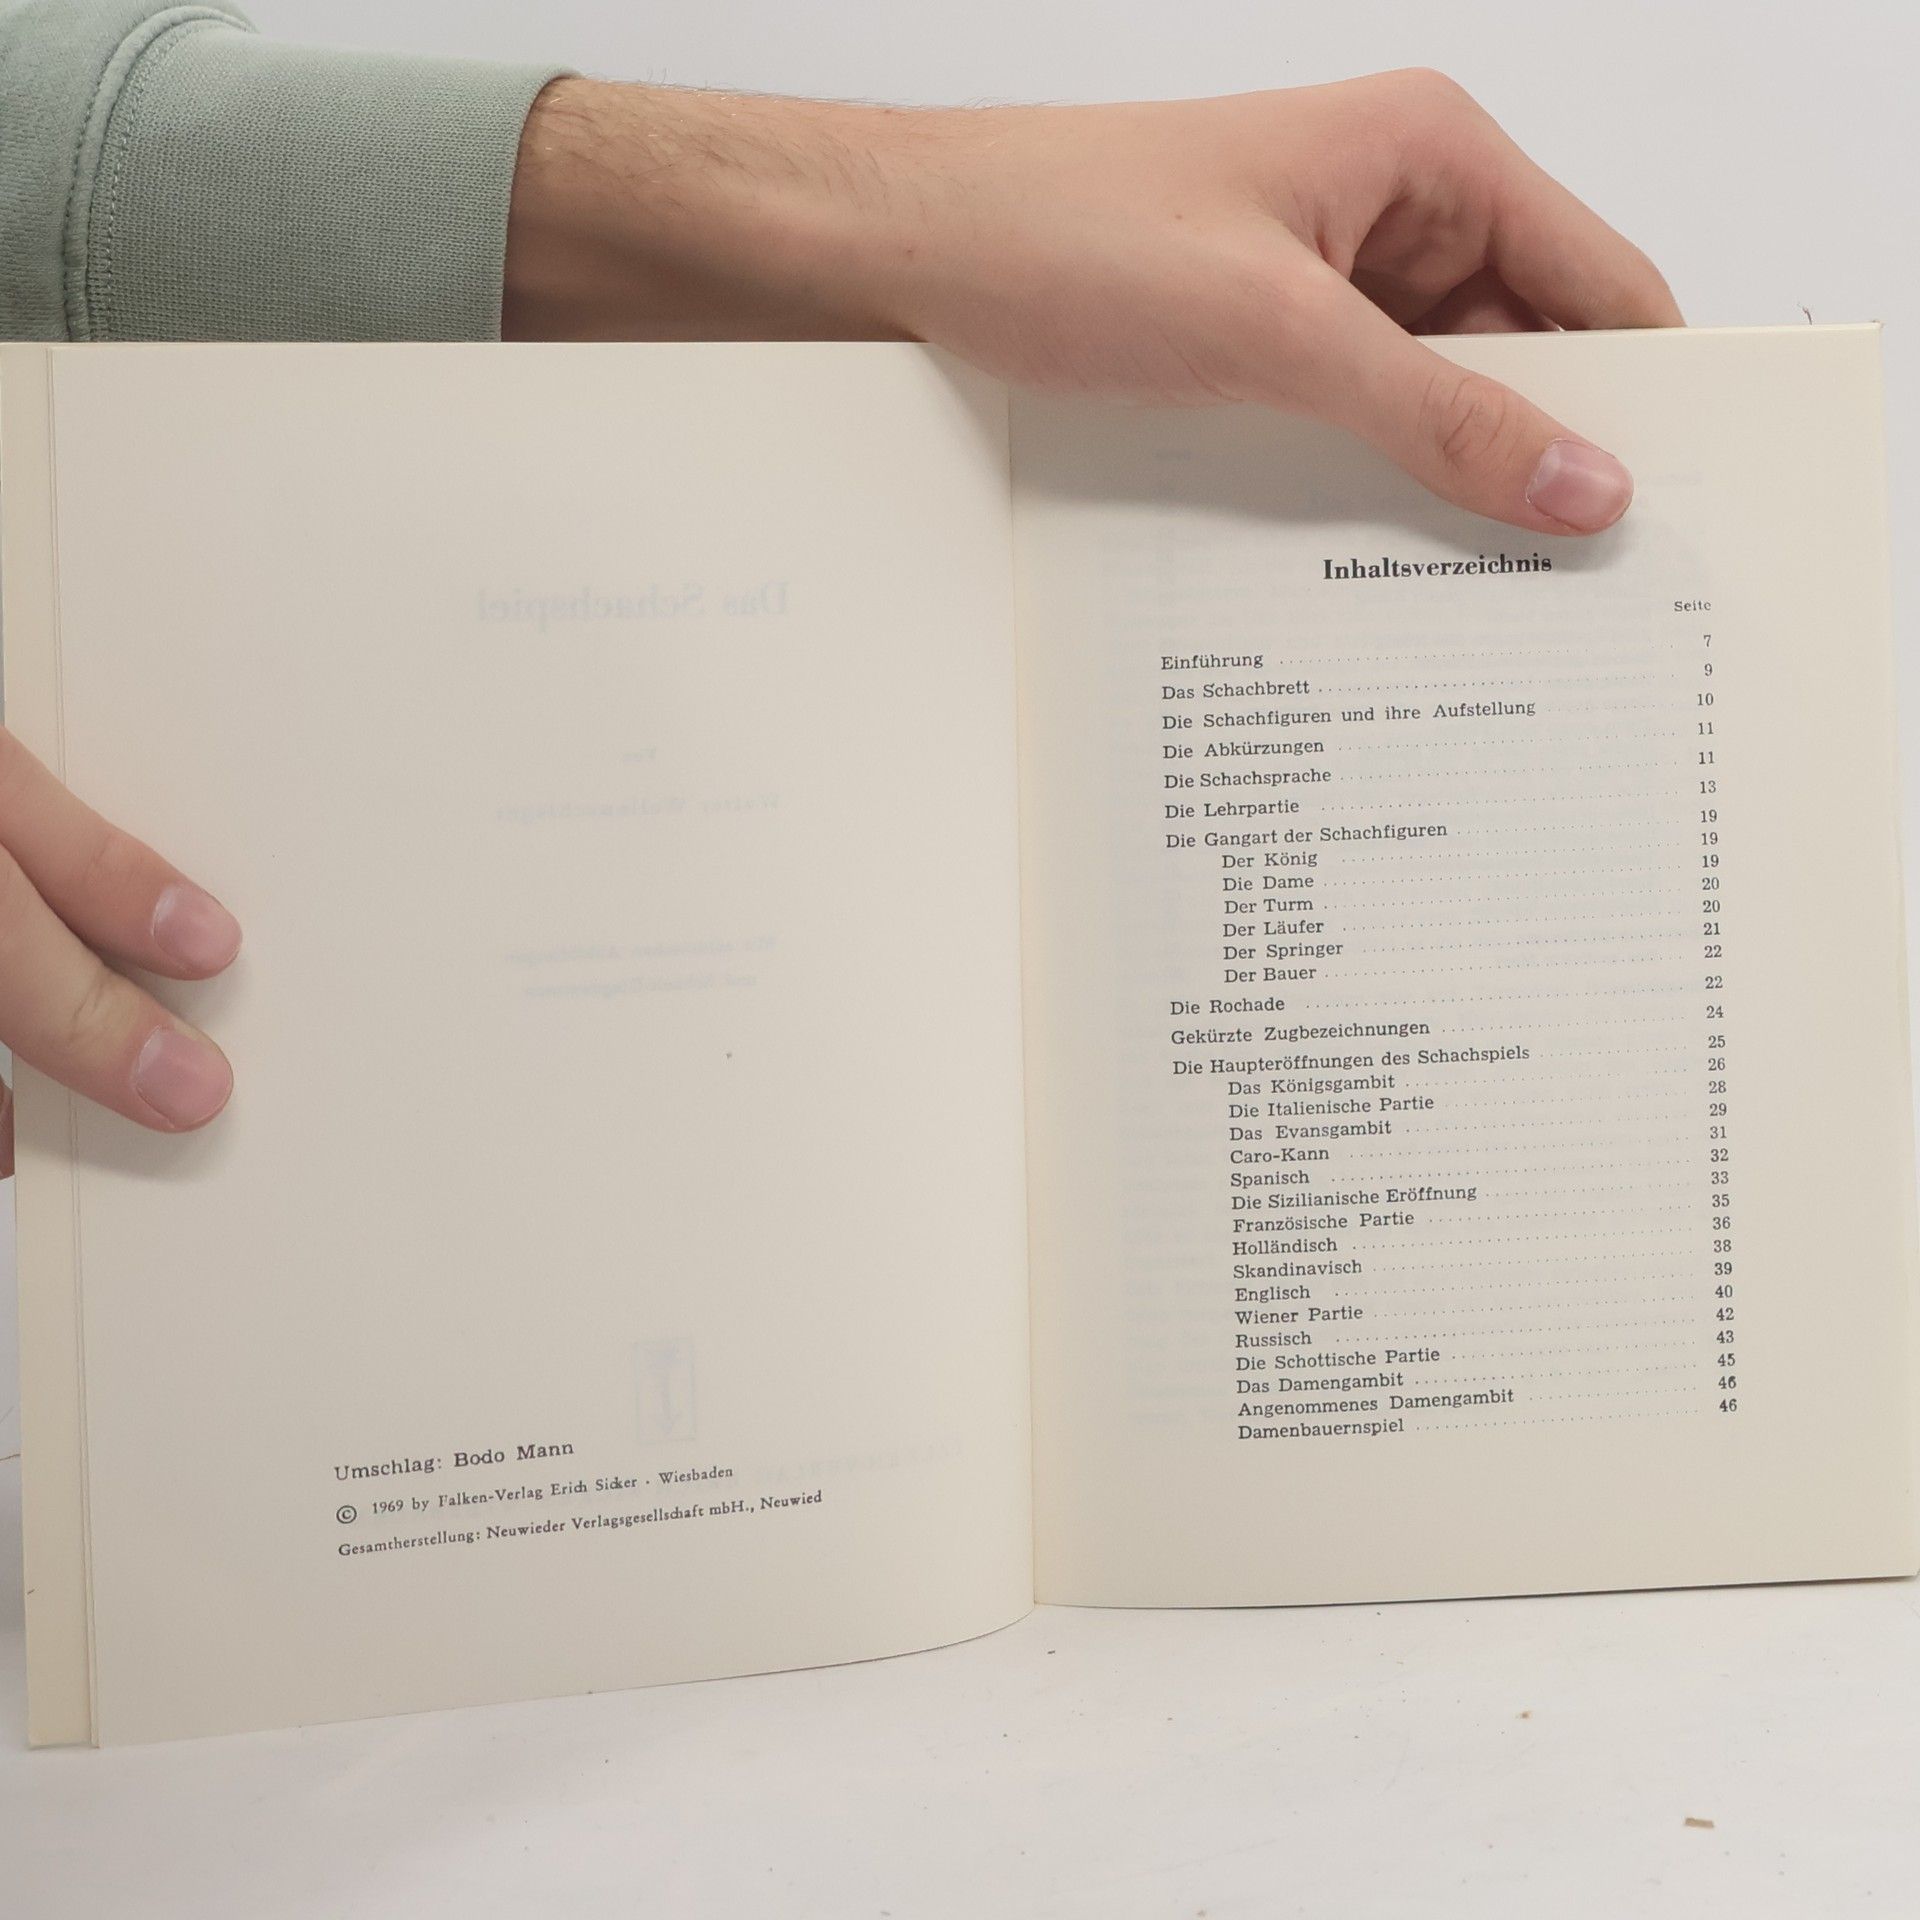 Das Schachspiel
Umschlag: Bodo Mann
© 1969 by Falken-Verlag Erich Sicker · Wiesbaden
Gesamtherstellung: Neuwieder Verlagsgesellschaft mbH., Neuwied
Inhaltsverzeichnis
Seite
Einführung 7
Das Schachbrett 9
Die Schachfiguren und ihre Aufstellung 10
Die Abkürzungen 11
Die Schachsprache 11
Die Lehrpartie 13
Die Gangart der Schachfiguren 19
Der König 19
Die Dame 19
Der Turm 20
Der Läufer 20
Der Springer 21
Der Bauer 22
Die Rochade 22
Gekürzte Zugbezeichnungen 24
Die Haupteröffnungen des Schachspiels 25
Das Königsgambit 26
Die Italienische Partie 28
Das Evansgambit 29
Caro-Kann 31
Spanisch 32
Die Sizilianische Eröffnung 33
Französische Partie 35
Holländisch 36
Skandinavisch 38
Englisch 39
Wiener Partie 40
Russisch 42
Die Schottische Partie 43
Das Damengambit 45
Angenommenes Damengambit 46
Damenbauernspiel 46